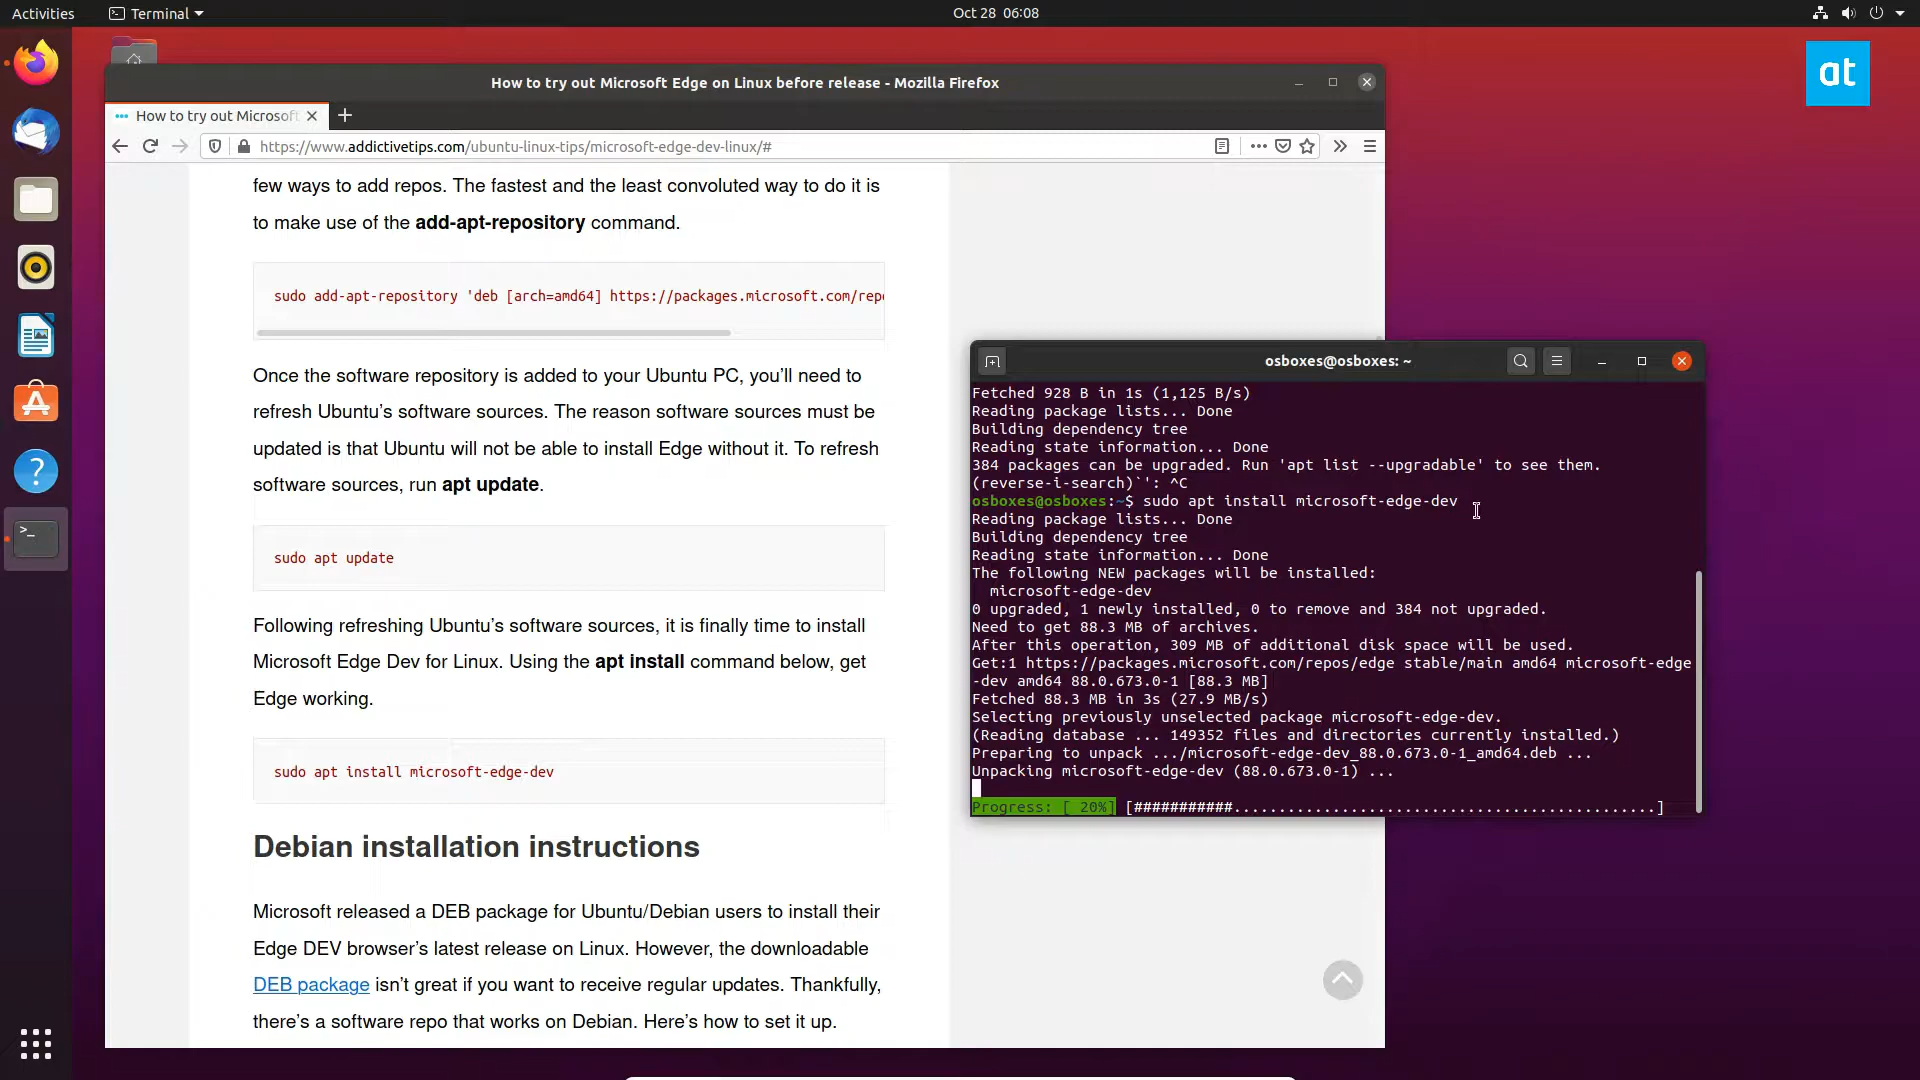 Activities
Terminal
Oct 28 06:08
at
How to try out Microsoft Edge on Linux before release - Mozilla Firefox
How to try out Microsoft
https://www.addictivetips.com/ubuntu-linux-tips/microsoft-edge-dev-linux/#
few ways to add repos. The fastest and the least convoluted way to do it is
to make use of the add-apt-repository command.
sudo add-apt-repository 'deb [arch=amd64] https://packages.microsoft.com/repo
Once the software repository is added to your Ubuntu PC, you’ll need to
refresh Ubuntu’s software sources. The reason software sources must be
updated is that Ubuntu will not be able to install Edge without it. To refresh
software sources, run apt update.
sudo apt update
Following refreshing Ubuntu’s software sources, it is finally time to install
Microsoft Edge Dev for Linux. Using the apt install command below, get
Edge working.
sudo apt install microsoft-edge-dev
Debian installation instructions
Microsoft released a DEB package for Ubuntu/Debian users to install their
Edge DEV browser’s latest release on Linux. However, the downloadable
DEB package isn’t great if you want to receive regular updates. Thankfully,
there’s a software repo that works on Debian. Here’s how to set it up.
osboxes@osboxes: ~
Fetched 928 B in 1s (1,125 B/s)
Reading package lists... Done
Building dependency tree
Reading state information... Done
384 packages can be upgraded. Run 'apt list --upgradable' to see them.
(reverse-i-search)`': ^C
osboxes@osboxes:~$ sudo apt install microsoft-edge-dev
Reading package lists... Done
Building dependency tree
Reading state information... Done
The following NEW packages will be installed:
microsoft-edge-dev
0 upgraded, 1 newly installed, 0 to remove and 384 not upgraded.
Need to get 88.3 MB of archives.
After this operation, 309 MB of additional disk space will be used.
Get:1 https://packages.microsoft.com/repos/edge stable/main amd64 microsoft-edge
-dev amd64 88.0.673.0-1 [88.3 MB]
Fetched 88.3 MB in 3s (27.9 MB/s)
Selecting previously unselected package microsoft-edge-dev.
(Reading database ... 149352 files and directories currently installed.)
Preparing to unpack .../microsoft-edge-dev_88.0.673.0-1_amd64.deb ...
Unpacking microsoft-edge-dev (88.0.673.0-1) ...
Progress: [ 20%] [###########...............................................]